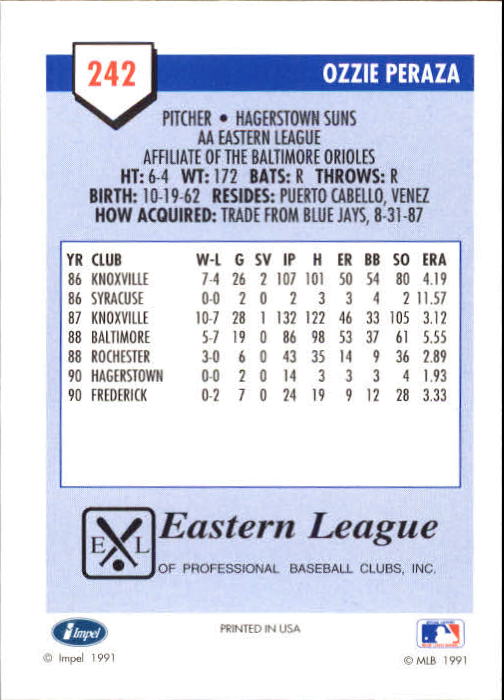 242
OZZIE PERAZA
PITCHER • HAGERSTOWN SUNS
AA EASTERN LEAGUE
AFFILIATE OF THE BALTIMORE ORIOLES
HT: 6-4 WT: 172 BATS: R THROWS: R
BIRTH: 10-19-62 RESIDES: PUERTO CABELLO, VENEZ
HOW ACQUIRED: TRADE FROM BLUE JAYS, 8-31-87
YR CLUB W-L G SV IP H ER BB SO ERA
86 KNOXVILLE 7-4 26 2 107 101 50 54 80 4.19
86 SYRACUSE 0-0 2 0 2 3 3 4 2 11.57
87 KNOXVILLE 10-7 28 1 132 122 46 33 105 3.12
88 BALTIMORE 5-7 19 0 86 98 53 37 61 5.55
88 ROCHESTER 3-0 6 0 43 35 14 9 36 2.89
90 HAGERSTOWN 0-0 2 0 14 3 3 3 4 1.93
90 FREDERICK 0-2 7 0 24 19 9 12 28 3.33
E L
Eastern League
OF PROFESSIONAL BASEBALL CLUBS, INC.
Impel
PRINTED IN USA
© Impel 1991
© MLB 1991